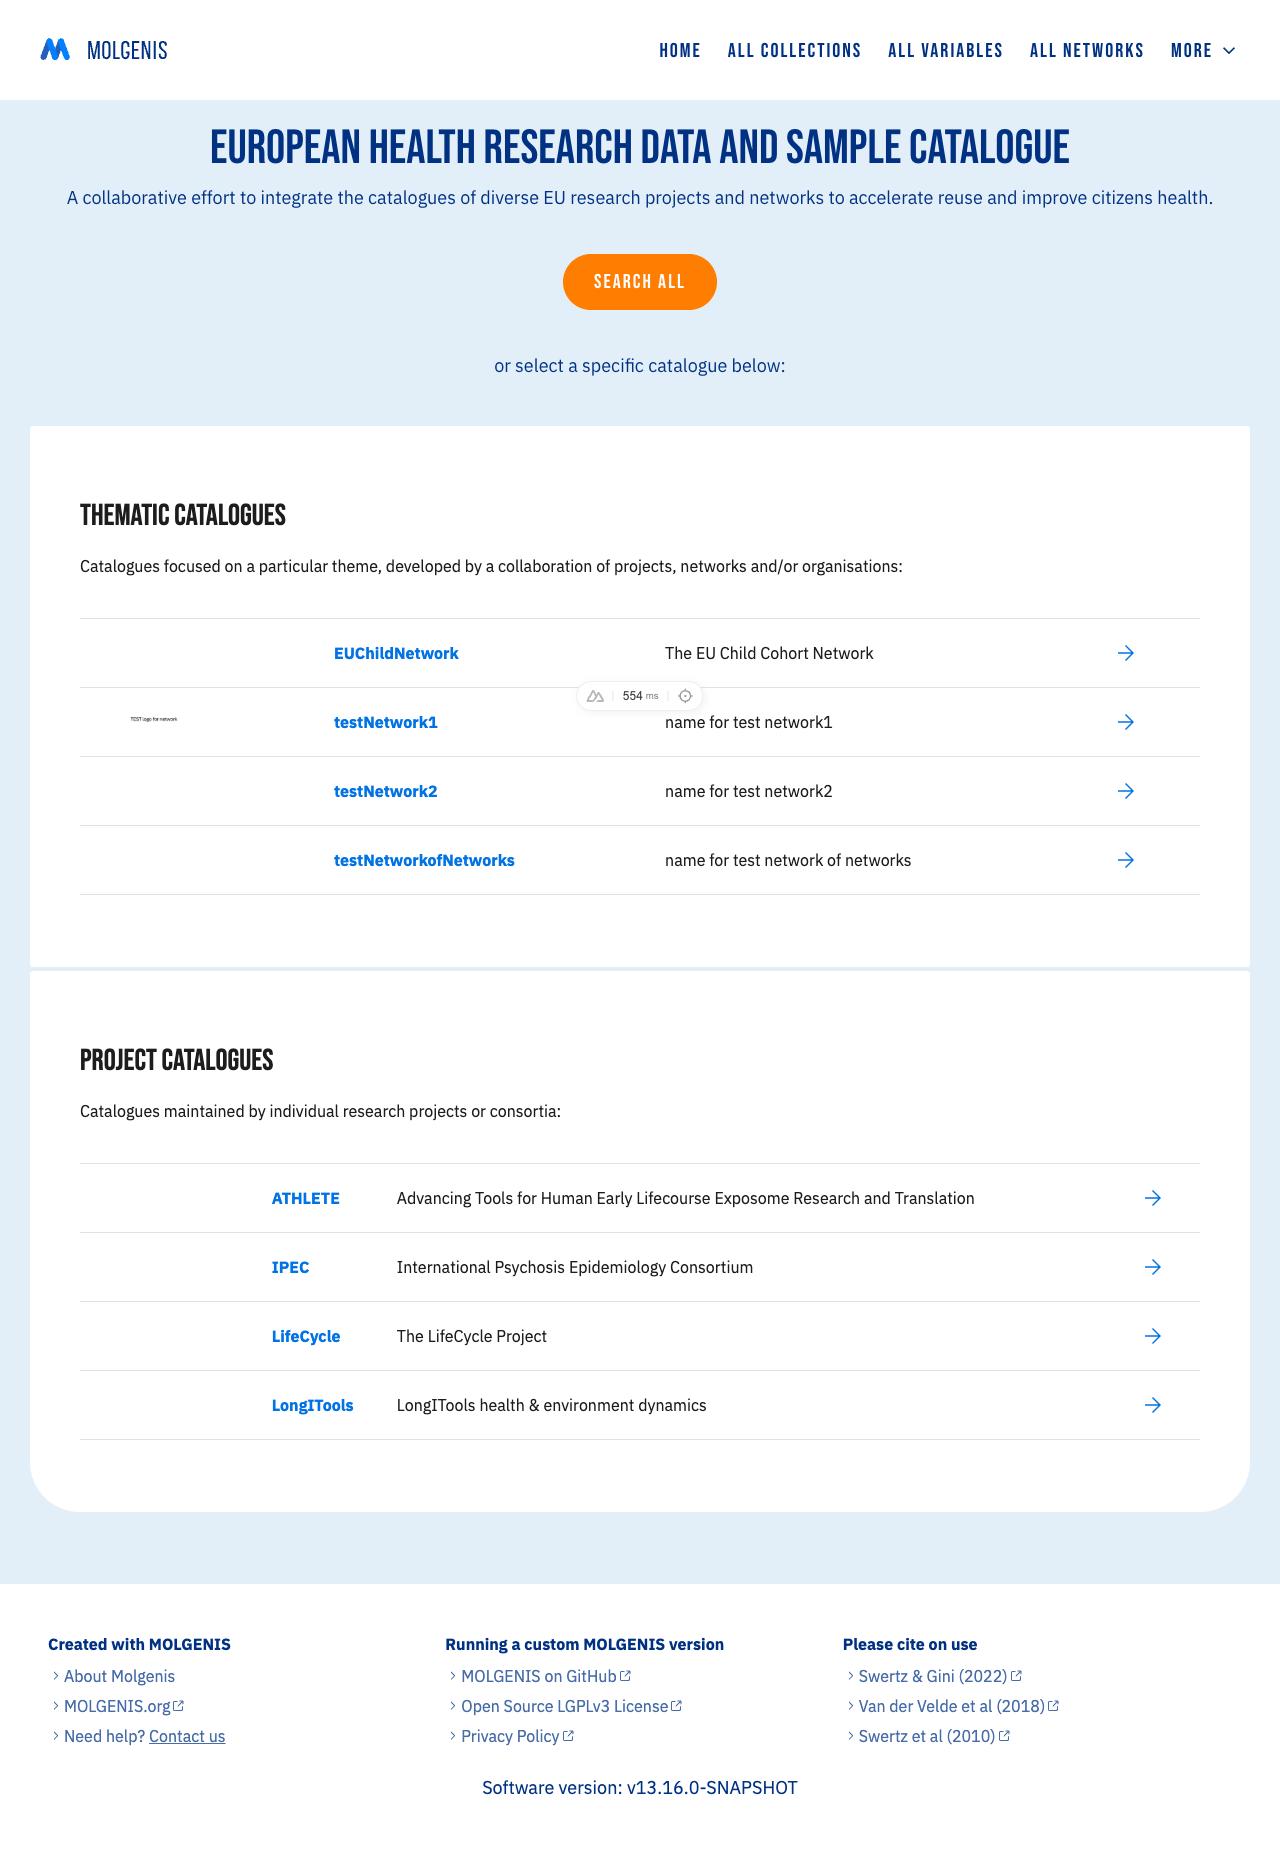 MOLGENIS
HOME ALL COLLECTIONS ALL VARIABLES ALL NETWORKS MORE
EUROPEAN HEALTH RESEARCH DATA AND SAMPLE CATALOGUE
A collaborative effort to integrate the catalogues of diverse EU research projects and networks to accelerate reuse and improve citizens health.
SEARCH ALL
or select a specific catalogue below:
THEMATIC CATALOGUES
Catalogues focused on a particular theme, developed by a collaboration of projects, networks and/or organisations:
EUChildNetwork The EU Child Cohort Network
554 ms
TEST logo for network testNetwork1 name for test network1
testNetwork2 name for test network2
testNetworkofNetworks name for test network of networks
PROJECT CATALOGUES
Catalogues maintained by individual research projects or consortia:
ATHLETE Advancing Tools for Human Early Lifecourse Exposome Research and Translation
IPEC International Psychosis Epidemiology Consortium
LifeCycle The LifeCycle Project
LongITools LongITools health & environment dynamics
Created with MOLGENIS
About Molgenis
MOLGENIS.org
Need help? Contact us
Running a custom MOLGENIS version
MOLGENIS on GitHub
Open Source LGPLv3 License
Privacy Policy
Please cite on use
Swertz & Gini (2022)
Van der Velde et al (2018)
Swertz et al (2010)
Software version: v13.16.0-SNAPSHOT